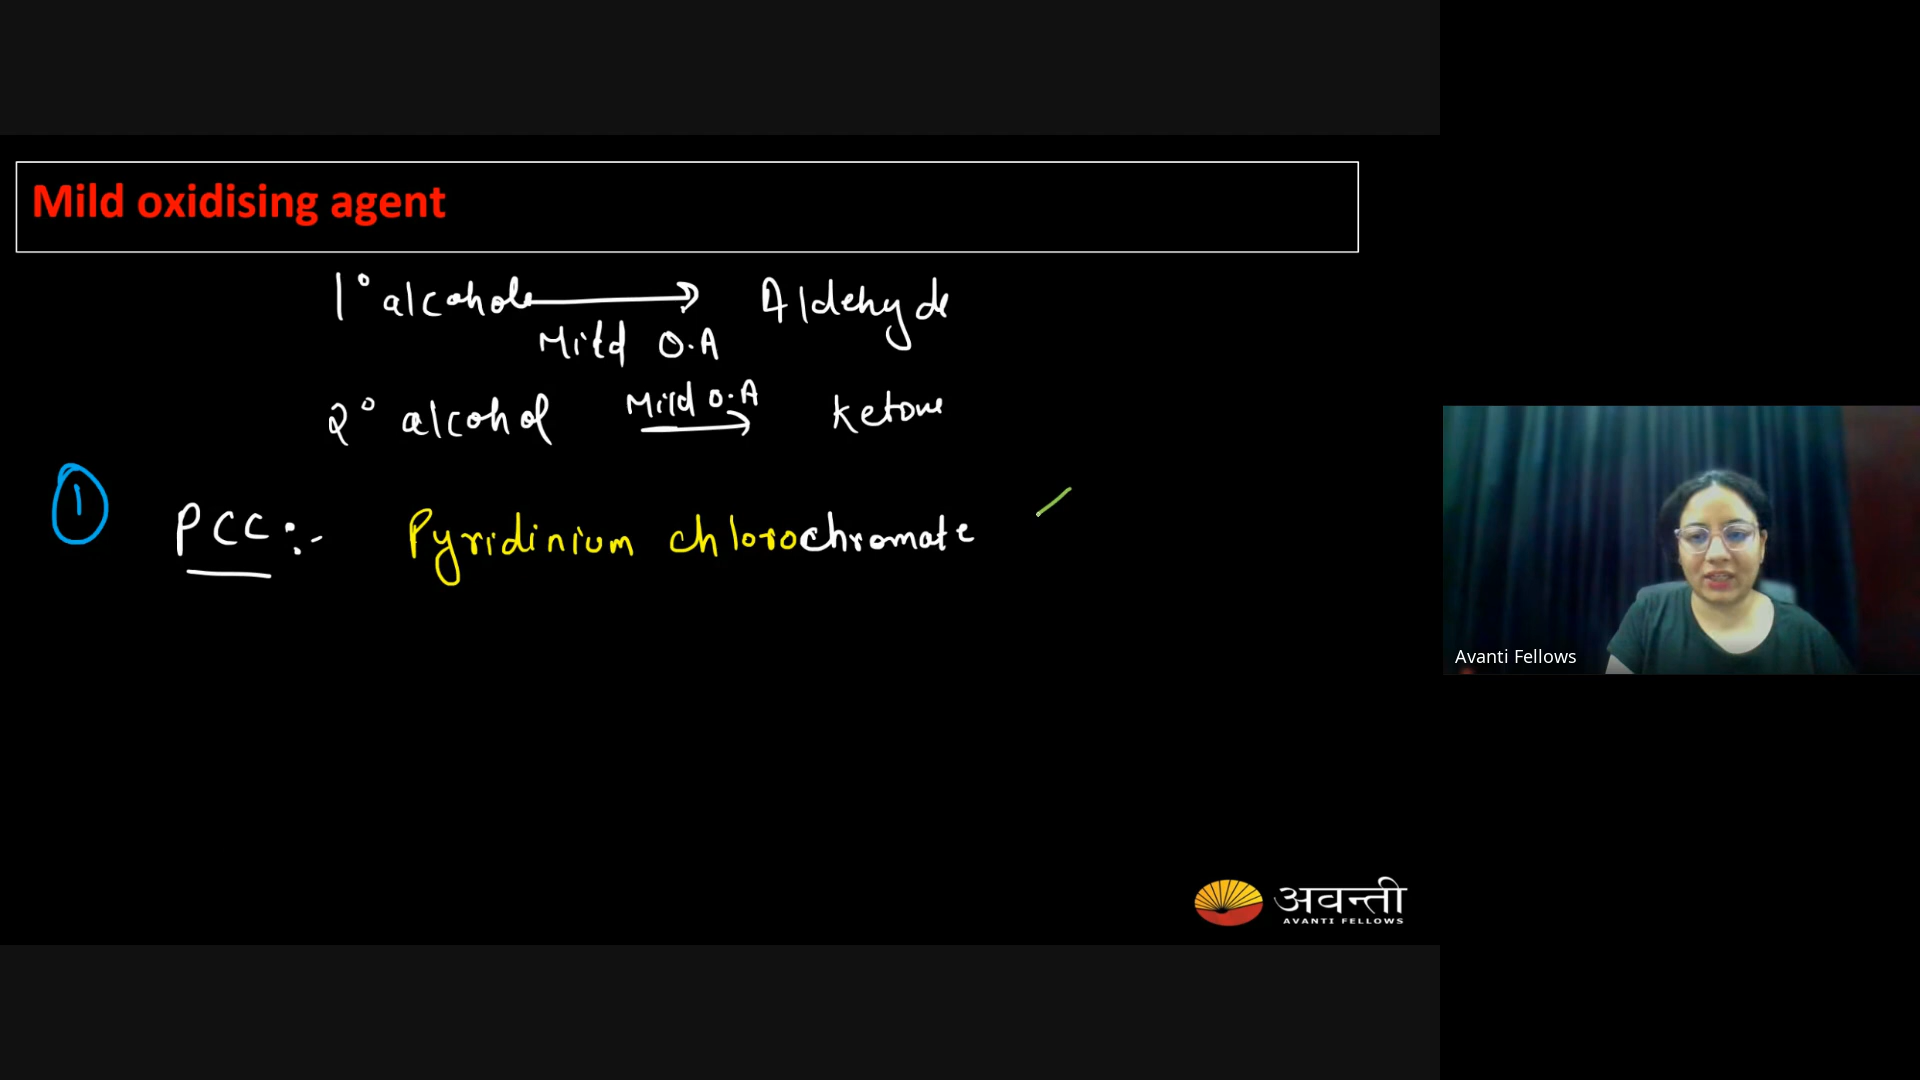 Mild oxidising agent
1° alcohole → Aldehyde
Mild O.A
2° alcohol Mild O.A → Ketone
1 PCC:- Pyridinium chlorochromate
Avanti Fellows
अवन्ती
AVANTI FELLOWS